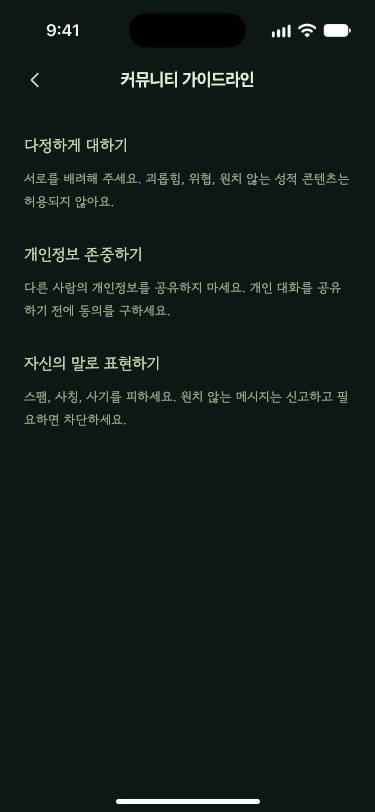 9:41
커뮤니티 가이드라인
다정하게 대하기
서로를 배려해 주세요. 괴롭힘, 위협, 원치 않는 성적 콘텐츠는
허용되지 않아요.
개인정보 존중하기
다른 사람의 개인정보를 공유하지 마세요. 개인 대화를 공유
하기 전에 동의를 구하세요.
자신의 말로 표현하기
스팸, 사칭, 사기를 피하세요. 원치 않는 메시지는 신고하고 필
요하면 차단하세요.